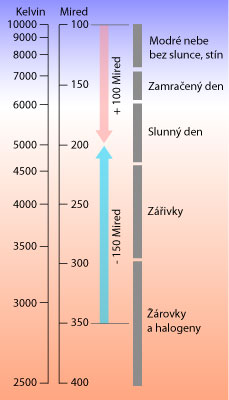 Kelvin Mired
10000 100
9000
8000
7000 150
6000
5000 200
4500
4000 250
3500
300
3000
350
2500 400
+ 100 Mired
- 150 Mired
Modré nebe
bez slunce, stín
Zamračený den
Slunný den
Zářivky
Žárovky
a halogeny